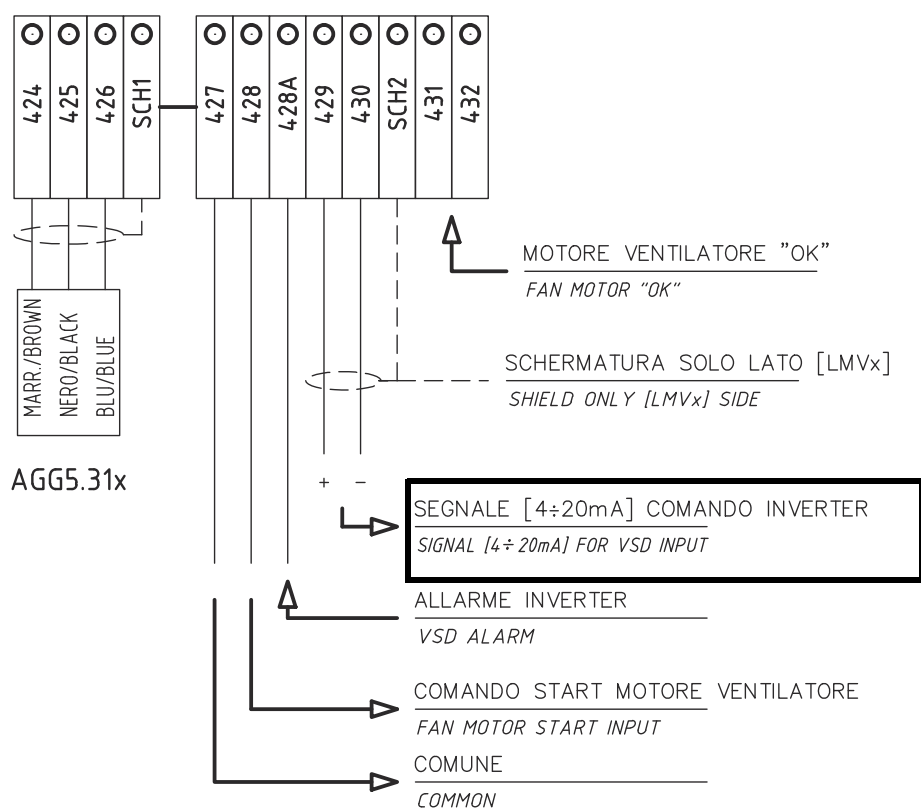 424
425
426
SCH1
427
428
428A
429
430
SCH2
431
432
MOTORE VENTILATORE "OK"
FAN MOTOR "OK"
MARR./BROWN
NERO/BLACK
BLU/BLUE
SCHERMATURA SOLO LATO [LMVx]
SHIELD ONLY [LMVx] SIDE
AGG5.31x
+ −
SEGNALE [4÷20mA] COMANDO INVERTER
SIGNAL [4÷20mA] FOR VSD INPUT
ALLARME INVERTER
VSD ALARM
COMANDO START MOTORE VENTILATORE
FAN MOTOR START INPUT
COMUNE
COMMON